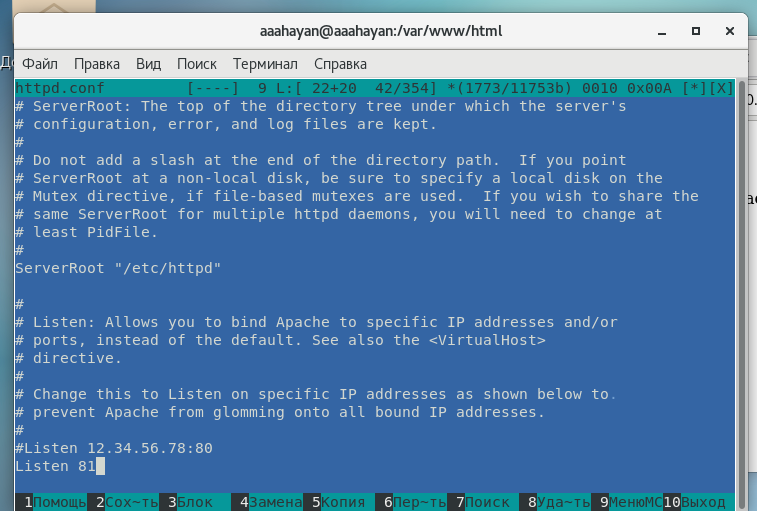 aaahayan@aaahayan:/var/www/html
Файл Правка Вид Поиск Терминал Справка
httpd.conf [----] 9 L:[ 22+20 42/354] *(1773/11753b) 0010 0x00A [*][X]
# ServerRoot: The top of the directory tree under which the server's
# configuration, error, and log files are kept.
#
# Do not add a slash at the end of the directory path.  If you point
# ServerRoot at a non-local disk, be sure to specify a local disk on the
# Mutex directive, if file-based mutexes are used.  If you wish to share the
# same ServerRoot for multiple httpd daemons, you will need to change at
# least PidFile.
#
ServerRoot "/etc/httpd"
#
# Listen: Allows you to bind Apache to specific IP addresses and/or
# ports, instead of the default. See also the <VirtualHost>
# directive.
#
# Change this to Listen on specific IP addresses as shown below to.
# prevent Apache from glomming onto all bound IP addresses.
#
#Listen 12.34.56.78:80
Listen 81
1Помощь 2Сох~ть 3Блок 4Замена 5Копия 6Пер~ть 7Поиск 8Уда~ть 9МенюMC 10Выход